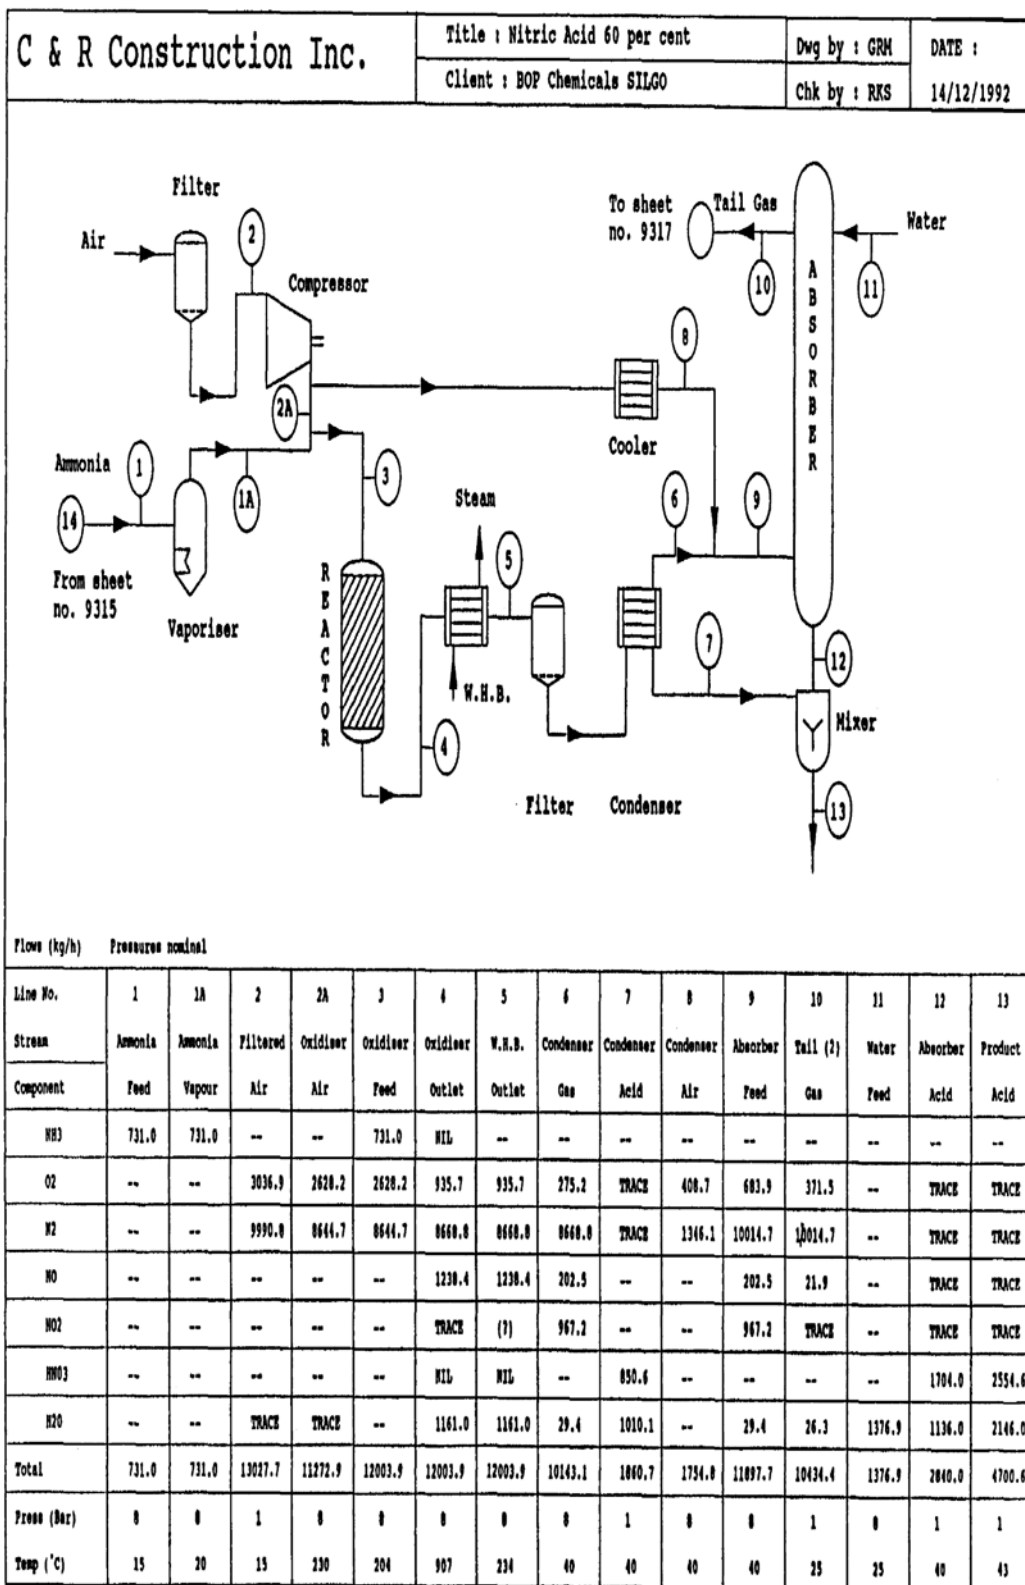 C & R Construction Inc.
Title : Nitric Acid 60 per cent
Client : BOP Chemicals SILGO
Dwg by : GRM
Chk by : RKS
DATE :
14/12/1992
Filter
Air
2
Compressor
To sheet
no. 9317
Tail Gas
Water
10
11
ABSORBER
8
2A
Cooler
Ammonia
1
14
1A
3
Steam
6
9
5
From sheet
no. 9315
Vaporiser
REACTOR
W.H.B.
7
12
4
Mixer
Filter
Condenser
13
Flows (kg/h) Pressures nominal
Line No. 1 1A 2 2A 3 4 5 6 7 8 9 10 11 12 13
Stream Ammonia Ammonia Filtered Oxidiser Oxidiser Oxidiser W.H.B. Condenser Condenser Condenser Absorber Tail (2) Water Absorber Product
Component Feed Vapour Air Air Feed Outlet Outlet Gas Acid Air Feed Gas Feed Acid Acid
NH3 731.0 731.0 -- -- 731.0 NIL -- -- -- -- -- -- -- -- --
O2 -- -- 3036.9 2628.2 2628.2 935.7 935.7 275.2 TRACE 408.7 683.9 371.5 -- TRACE TRACE
N2 -- -- 9990.8 8644.7 8644.7 8668.8 8668.8 8668.8 TRACE 1346.1 10014.7 10014.7 -- TRACE TRACE
NO -- -- -- -- -- 1238.4 1238.4 202.5 -- -- 202.5 21.9 -- TRACE TRACE
NO2 -- -- -- -- -- TRACE (?) 967.2 -- -- 967.2 TRACE -- TRACE TRACE
HNO3 -- -- -- -- -- NIL NIL -- 850.6 -- -- -- -- 1704.0 2554.6
H2O -- -- TRACE TRACE -- 1161.0 1161.0 29.4 1010.1 -- 29.4 26.3 1376.9 1136.0 2146.0
Total 731.0 731.0 13027.7 11272.9 12003.9 12003.9 12003.9 10143.1 1860.7 1754.8 11897.7 10434.4 1376.9 2840.0 4700.6
Press (Bar) 8 8 1 8 8 8 8 8 1 8 8 1 8 1 1
Temp (°C) 15 20 15 230 204 907 234 40 40 40 40 25 25 40 43